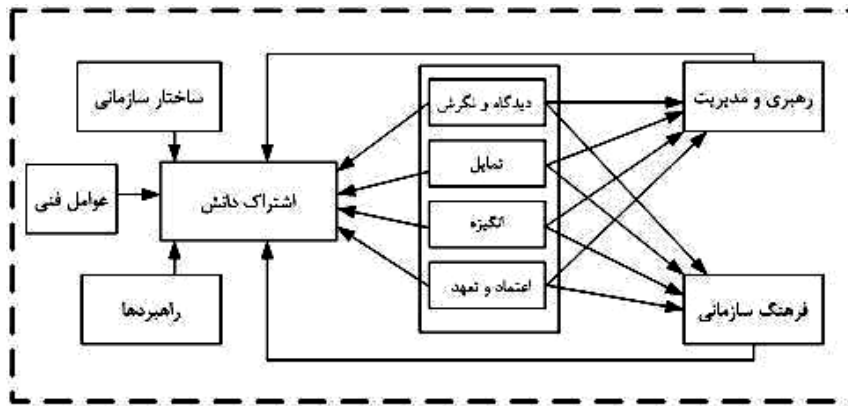 رهبری و مدیریت
دیدگاه و نگرش
ساختار سازمانی
تمایل
اشتراک دانش
عوامل فنی
انگیزه
اعتماد و تعهد
فرهنگ سازمانی
راهبردها